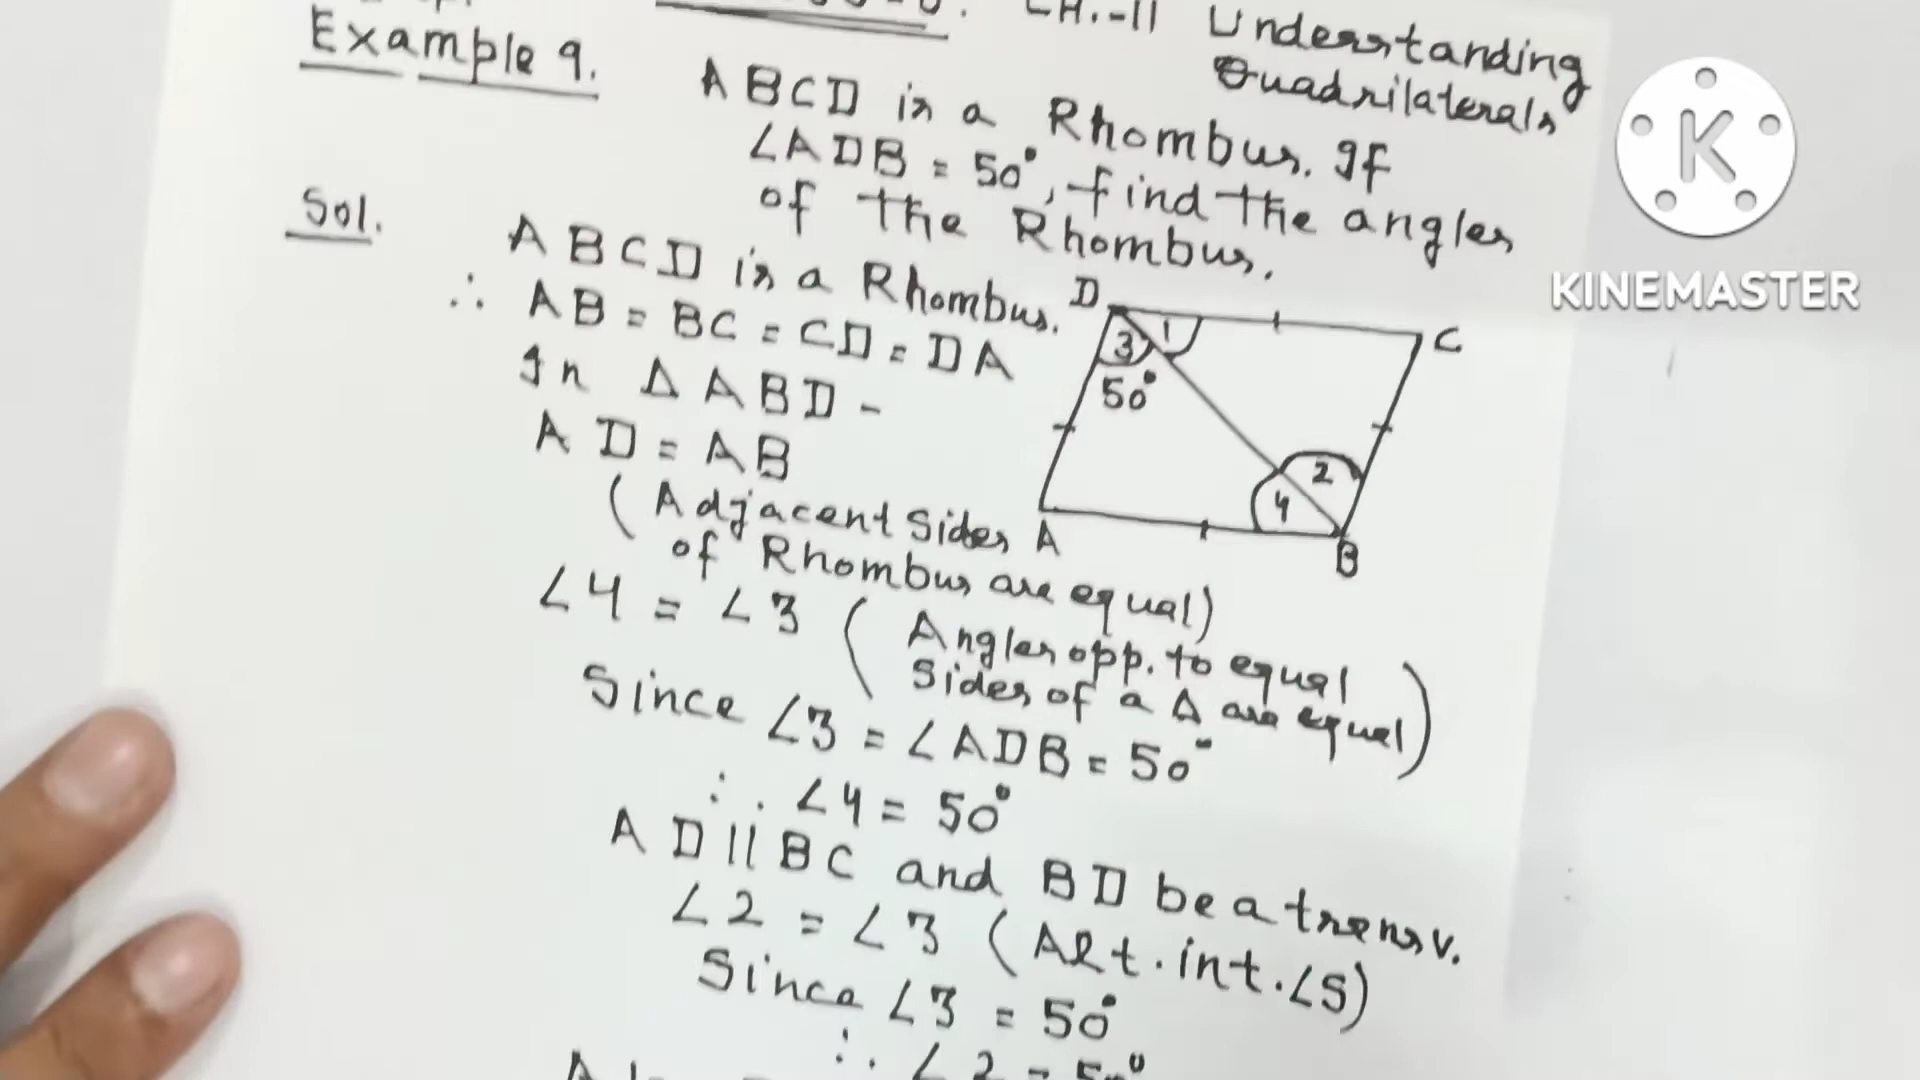 CH.-11 Understanding
Quadrilaterals
Example 9.
ABCD is a Rhombus. If
∠ADB = 50°, find the angles
of the Rhombus.
Sol.
ABCD is a Rhombus.
∴ AB = BC = CD = DA
In Δ ABD -
AD = AB
(Adjacent Sides
of Rhombus are equal)
∠4 = ∠3 (Angles opp. to equal
Sides of a Δ are equal)
Since ∠3 = ∠ADB = 50°
∴ ∠4 = 50°
AD || BC and BD be a transv.
∠2 = ∠3 (Alt. int. ∠S)
Since ∠3 = 50°
∴ ∠2 = 50°
D
C
3
1
50°
2
4
A
B
K
KINEMASTER